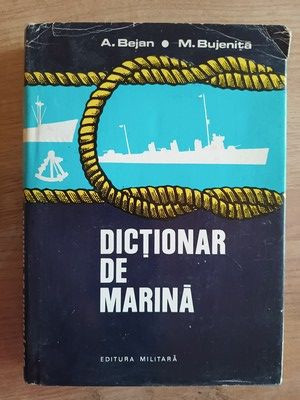 A. Bejan • M. Bujeniță
DICȚIONAR
DE
MARINĂ
EDITURA MILITARĂ